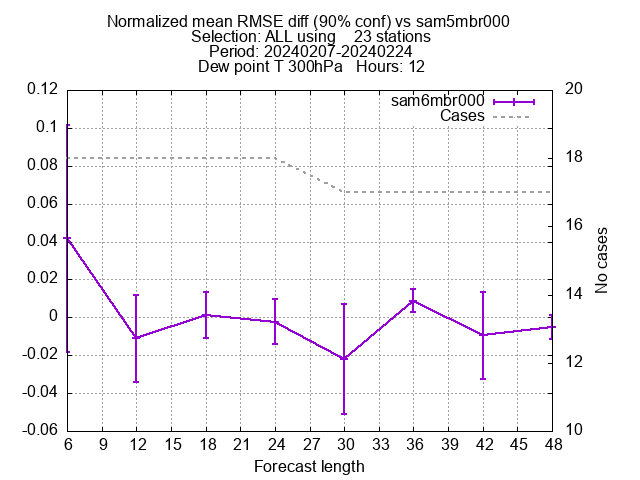 Normalized mean RMSE diff (90% conf) vs sam5mbr000
Selection: ALL using    23 stations
Period: 20240207-20240224
Dew point T 300hPa   Hours: 12
sam6mbr000
Cases
0.12
0.1
0.08
0.06
0.04
0.02
0
-0.02
-0.04
-0.06
20
18
16
14
12
10
No cases
6 9 12 15 18 21 24 27 30 33 36 39 42 45 48
Forecast length